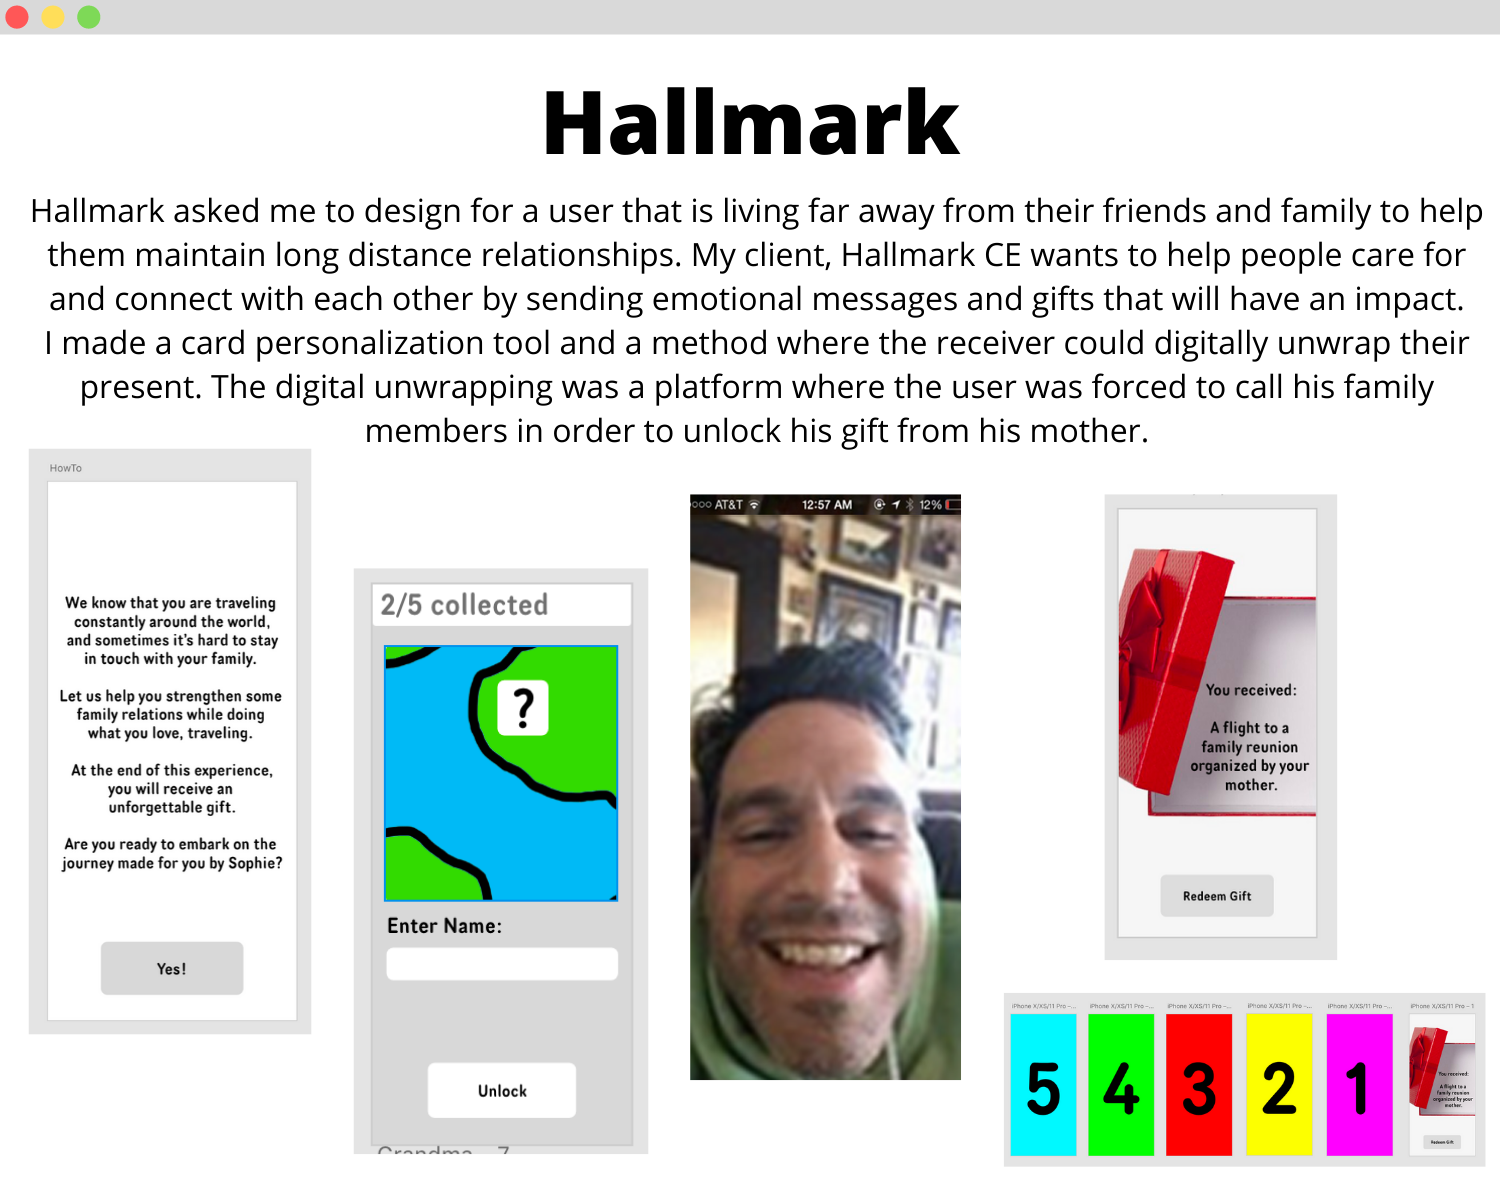 Hallmark
Hallmark asked me to design for a user that is living far away from their friends and family to help
them maintain long distance relationships. My client, Hallmark CE wants to help people care for
and connect with each other by sending emotional messages and gifts that will have an impact.
I made a card personalization tool and a method where the receiver could digitally unwrap their
present. The digital unwrapping was a platform where the user was forced to call his family
members in order to unlock his gift from his mother.
HowTo
We know that you are traveling
constantly around the world,
and sometimes it's hard to stay
in touch with your family.
Let us help you strengthen some
family relations while doing
what you love, traveling.
At the end of this experience,
you will receive an
unforgettable gift.
Are you ready to embark on the
journey made for you by Sophie?
Yes!
2/5 collected
?
Enter Name:
Unlock
Grandma
AT&T 12:57 AM 12%
You received:
A flight to a
family reunion
organized by your
mother.
Redeem Gift
iPhone X/XS/11 Pro –... iPhone X/XS/11 Pro –... iPhone X/XS/11 Pro –... iPhone X/XS/11 Pro –... iPhone X/XS/11 Pro –... iPhone X/XS/11 Pro – 1
5 4 3 2 1
You received:
A flight to a
family reunion
organized by your
mother.
Redeem Gift